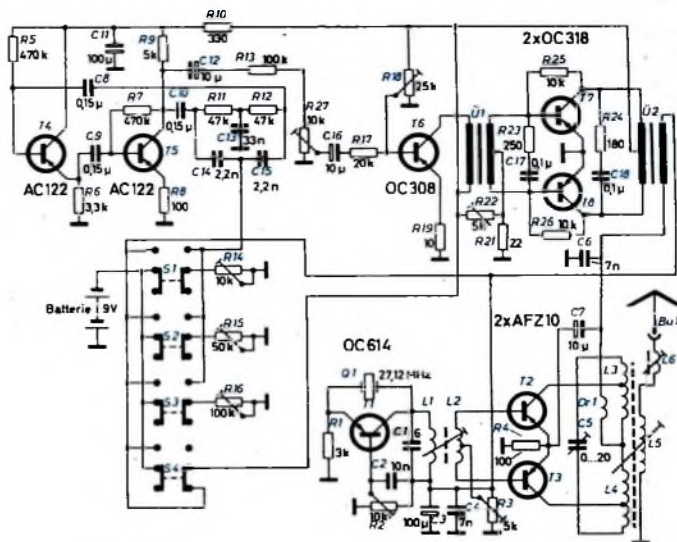 R5
470k
C11
100µ
R9
5k
R10
330
C12
10µ
R13
100k
2xOC318
R25
10k
C8
0,15µ
R7
470k
C10
0,15µ
R11
47k
R12
47k
R27
10k
R18
25k
T6
Ü1
T7
R24
Ü2
T4
AC122
C9
0,15µ
T5
AC122
C13
33n
C16
10µ
R17
20k
R23
250
C17
0,1µ
180
C18
0,1µ
R6
3,3k
R8
100
C14
2,2n
C15
2,2n
OC308
T8
R26
10k
R19
10
R22
5k
R21
22
C6
7n
S1
R14
10k
Batterie
9V
S2
R15
50k
S3
R16
100k
S4
OC614
Q1
27,12MHz
T1
R1
3k
C1
6
C2
10n
10k
R2
L1
L2
100µ
C3
C4
7n
R3
5k
2xAFZ10
T2
R4
100
T3
C7
10µ
L3
Dr1
C5
0...20
L4
L5
L6
Bu1